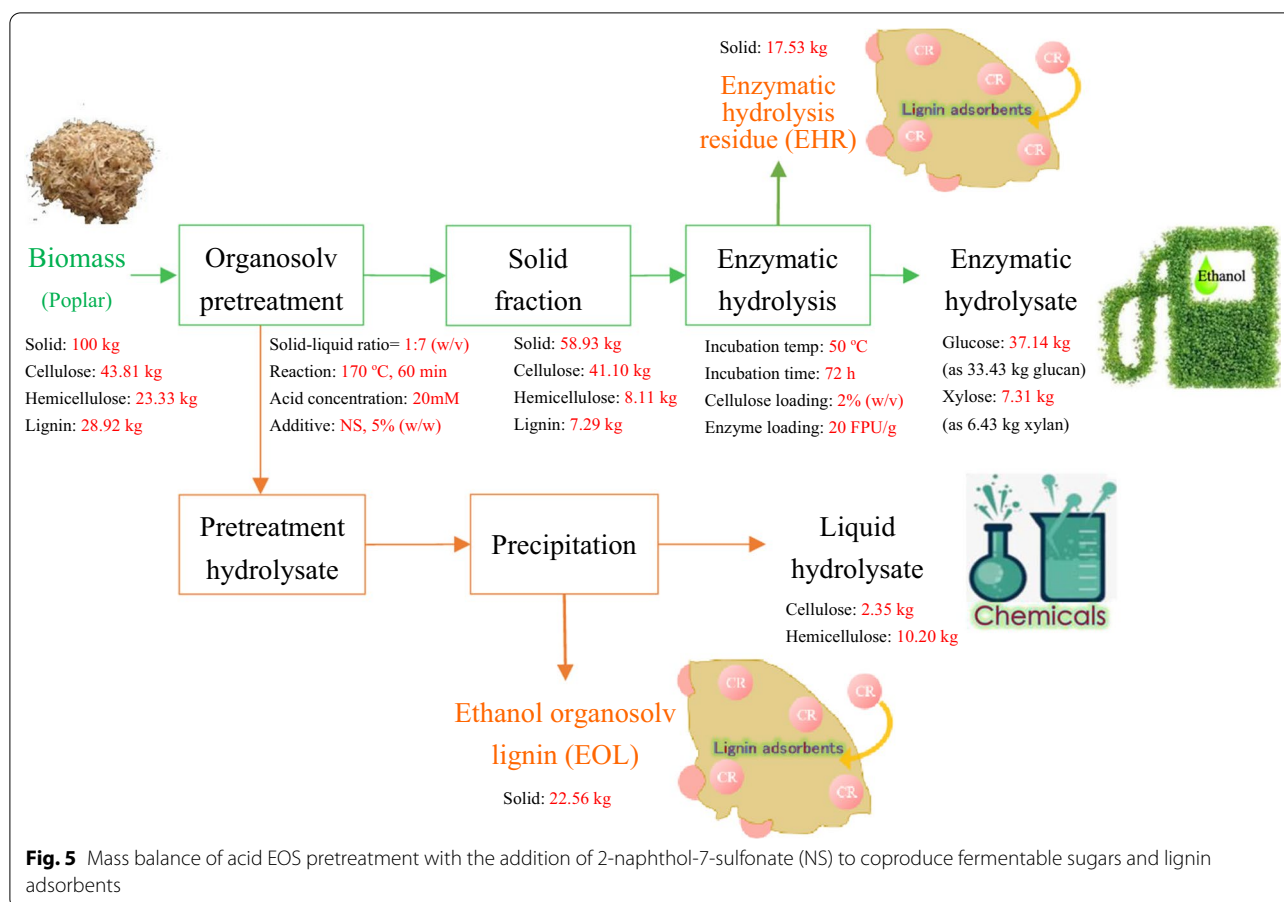 Solid: 17.53 kg
Enzymatic
hydrolysis
residue (EHR)
CR
CR
CR
Lignin adsorbents
CR
CR
Biomass
(Poplar)
Organosolv
pretreatment
Solid
fraction
Enzymatic
hydrolysis
Enzymatic
hydrolysate
Ethanol
Solid: 100 kg
Cellulose: 43.81 kg
Hemicellulose: 23.33 kg
Lignin: 28.92 kg
Solid-liquid ratio= 1:7 (w/v)
Reaction: 170 ºC, 60 min
Acid concentration: 20mM
Additive: NS, 5% (w/w)
Solid: 58.93 kg
Cellulose: 41.10 kg
Hemicellulose: 8.11 kg
Lignin: 7.29 kg
Incubation temp: 50 ºC
Incubation time: 72 h
Cellulose loading: 2% (w/v)
Enzyme loading: 20 FPU/g
Glucose: 37.14 kg
(as 33.43 kg glucan)
Xylose: 7.31 kg
(as 6.43 kg xylan)
Pretreatment
hydrolysate
Precipitation
Liquid
hydrolysate
Cellulose: 2.35 kg
Hemicellulose: 10.20 kg
Chemicals
Ethanol organosolv
lignin (EOL)
Solid: 22.56 kg
CR
CR
CR
Lignin adsorbents
CR
CR
Fig. 5 Mass balance of acid EOS pretreatment with the addition of 2-naphthol-7-sulfonate (NS) to coproduce fermentable sugars and lignin
adsorbents